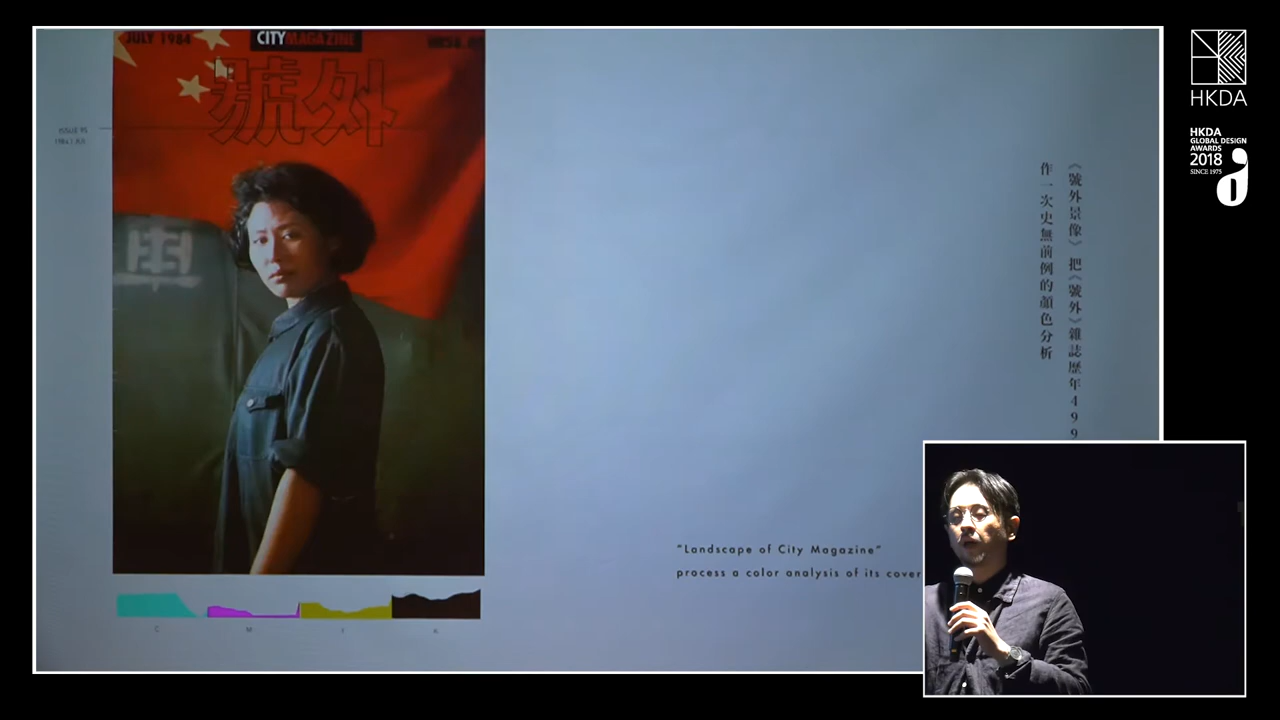 JULY 1984
CITYMAGAZINE
號外
ISSUE 95
車
C
M
Y
K
《號外景像》把《號外》雜誌歷年499
作一次史無前例的顏色分析
“Landscape of City Magazine”
process a color analysis of its cover
HKDA
HKDA
GLOBAL DESIGN
AWARDS
2018
SINCE 1975